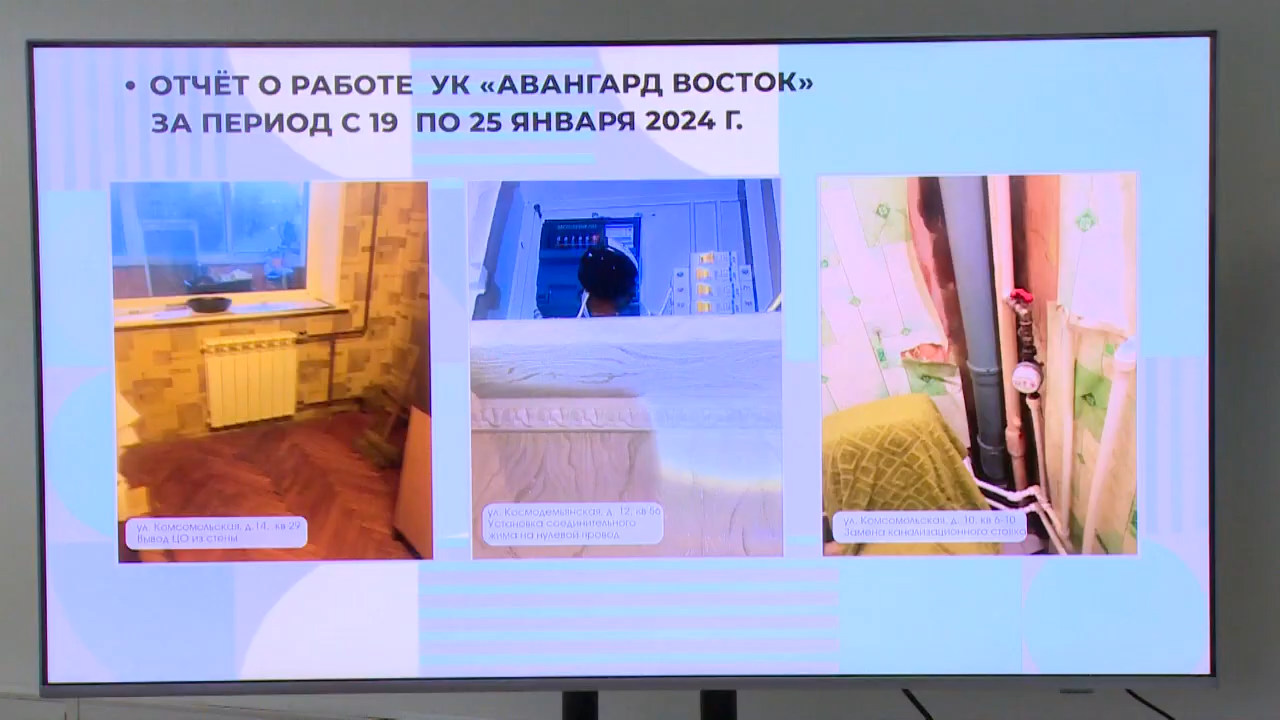 • ОТЧЁТ О РАБОТЕ УК «АВАНГАРД ВОСТОК»
ЗА ПЕРИОД С 19 ПО 25 ЯНВАРЯ 2024 Г.
ул. Комсомольская, д.14, кв 29
Вывод ЦО из стены
ул. Космодемьянская, д. 12, кв 56
Установка соединительного
жима на нулевой провод
ул. Комсомольская, д. 10, кв 6-10
Замена канализационного стояка